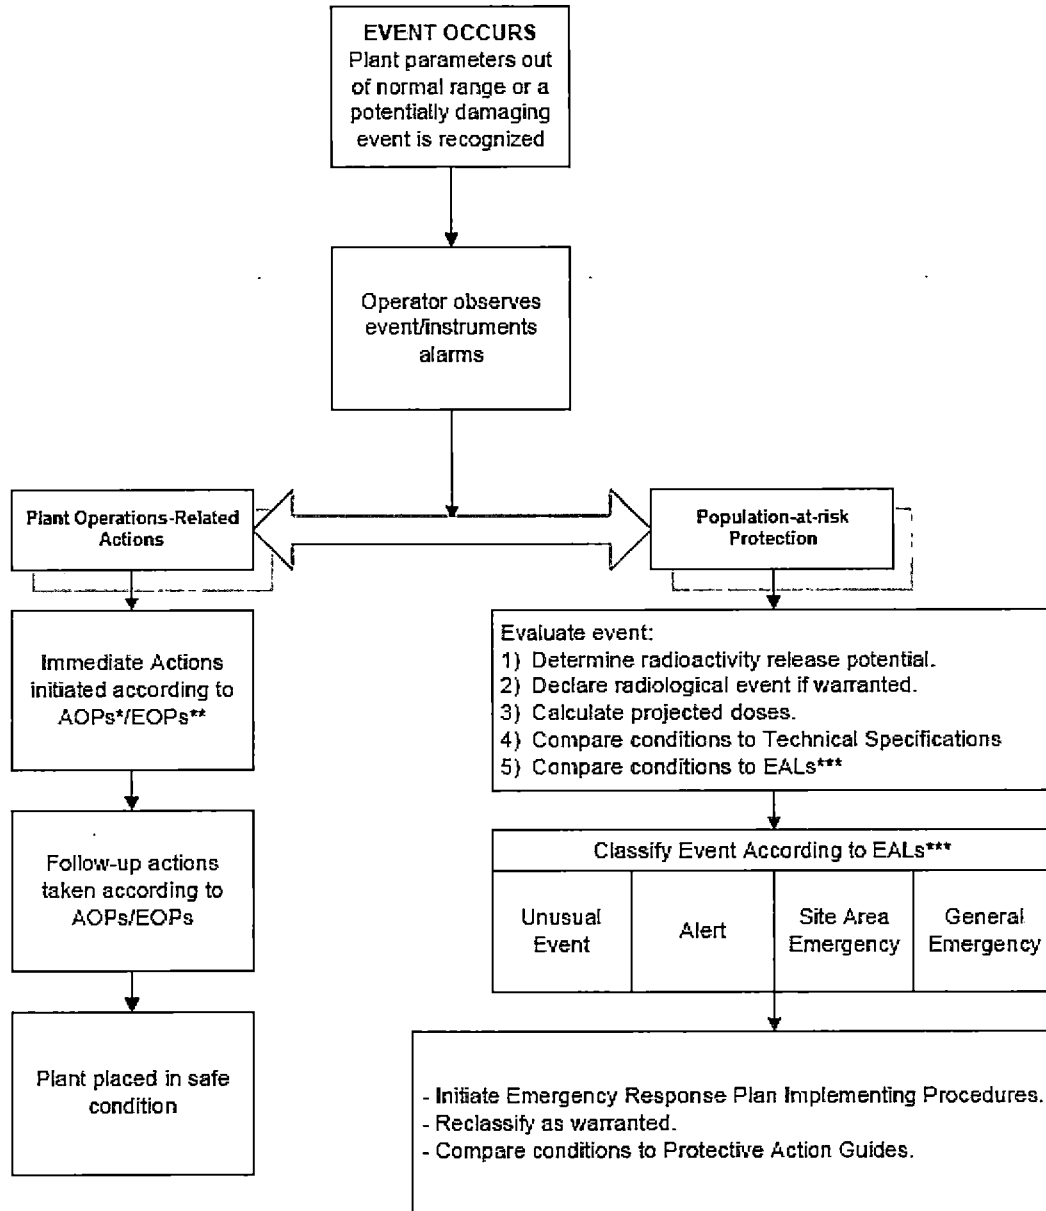 EVENT OCCURS
Plant parameters out
of normal range or a
potentially damaging
event is recognized
Operator observes
event/instruments
alarms
Plant Operations-Related
Actions
Population-at-risk
Protection
Immediate Actions
initiated according to
AOPs*/EOPs**
Follow-up actions
taken according to
AOPs/EOPs
Plant placed in safe
condition
Evaluate event:
1) Determine radioactivity release potential.
2) Declare radiological event if warranted.
3) Calculate projected doses.
4) Compare conditions to Technical Specifications
5) Compare conditions to EALs***
Classify Event According to EALs***
Unusual
Event
Alert
Site Area
Emergency
General
Emergency
- Initiate Emergency Response Plan Implementing Procedures.
- Reclassify as warranted.
- Compare conditions to Protective Action Guides.